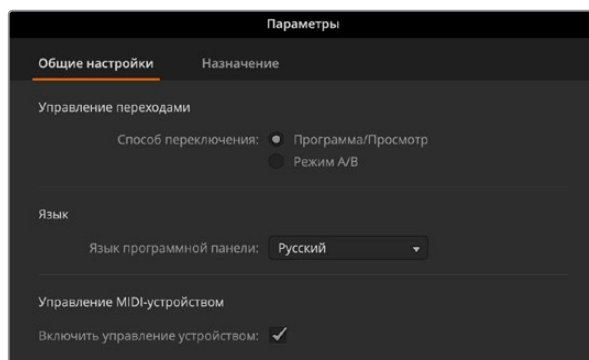 Параметры
Общие настройки Назначение
Управление переходами
Способ переключения: Программа/Просмотр
Режим A/B
Язык
Язык программной панели: Русский
Управление MIDI-устройством
Включить управление устройством: